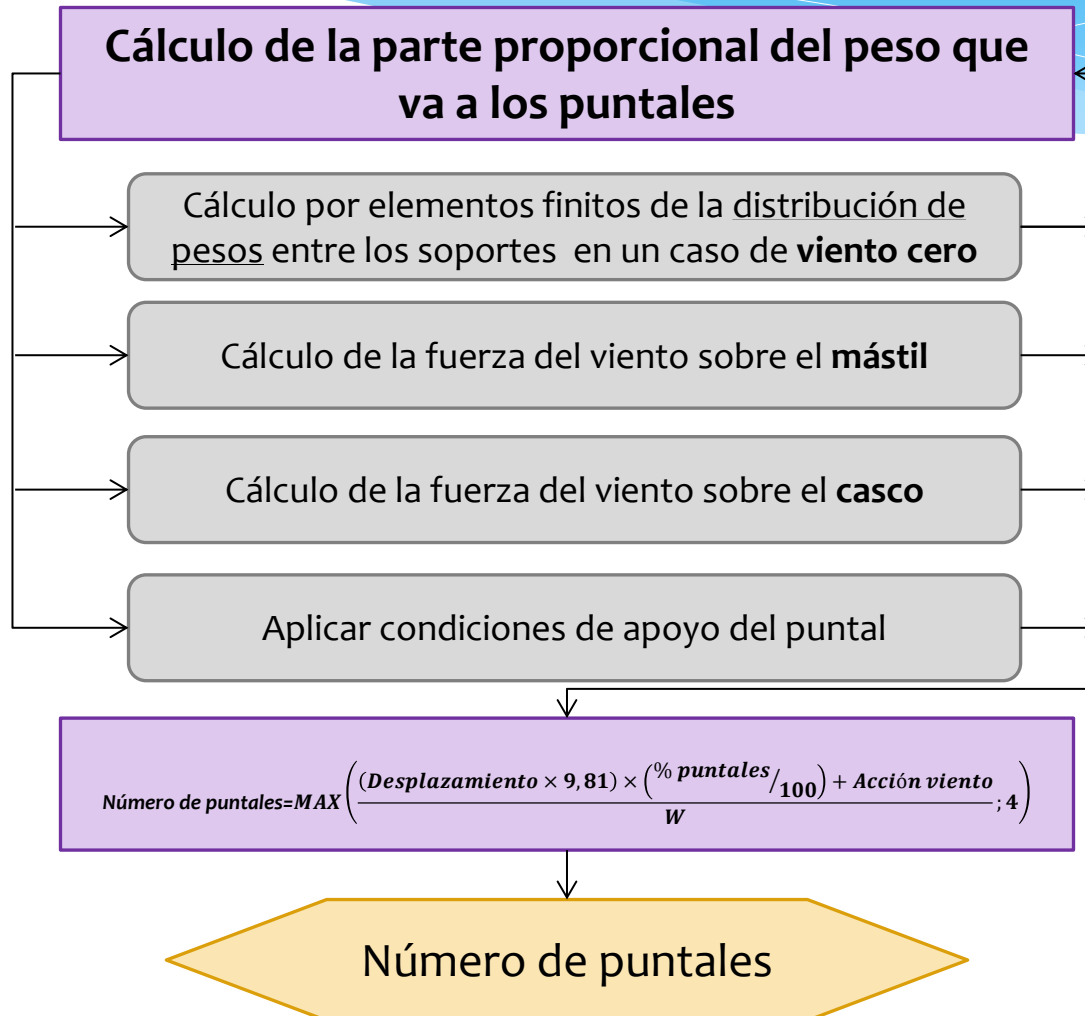 Cálculo de la parte proporcional del peso que
va a los puntales
Cálculo por elementos finitos de la distribución de
pesos entre los soportes en un caso de viento cero
Cálculo de la fuerza del viento sobre el mástil
Cálculo de la fuerza del viento sobre el casco
Aplicar condiciones de apoyo del puntal
Número de puntales=MAX(((Desplazamiento × 9,81) × (% puntales/100) + Acción viento)/W ; 4)
Número de puntales